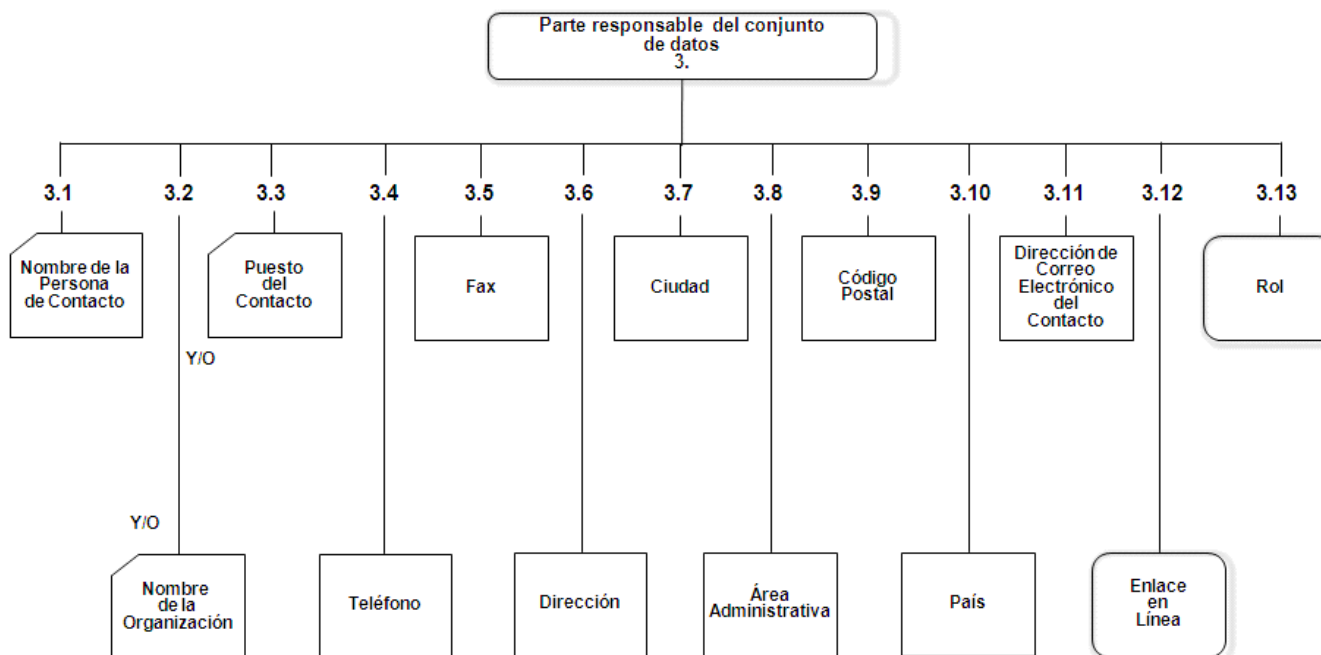 Parte responsable del conjunto
de datos
3.
3.1
3.2
3.3
3.4
3.5
3.6
3.7
3.8
3.9
3.10
3.11
3.12
3.13
Nombre de la
Persona
de Contacto
Puesto
del
Contacto
Fax
Ciudad
Código
Postal
Dirección de
Correo
Electrónico
del
Contacto
Rol
Y/O
Y/O
Nombre
de la
Organización
Teléfono
Dirección
Área
Administrativa
País
Enlace
en
Línea